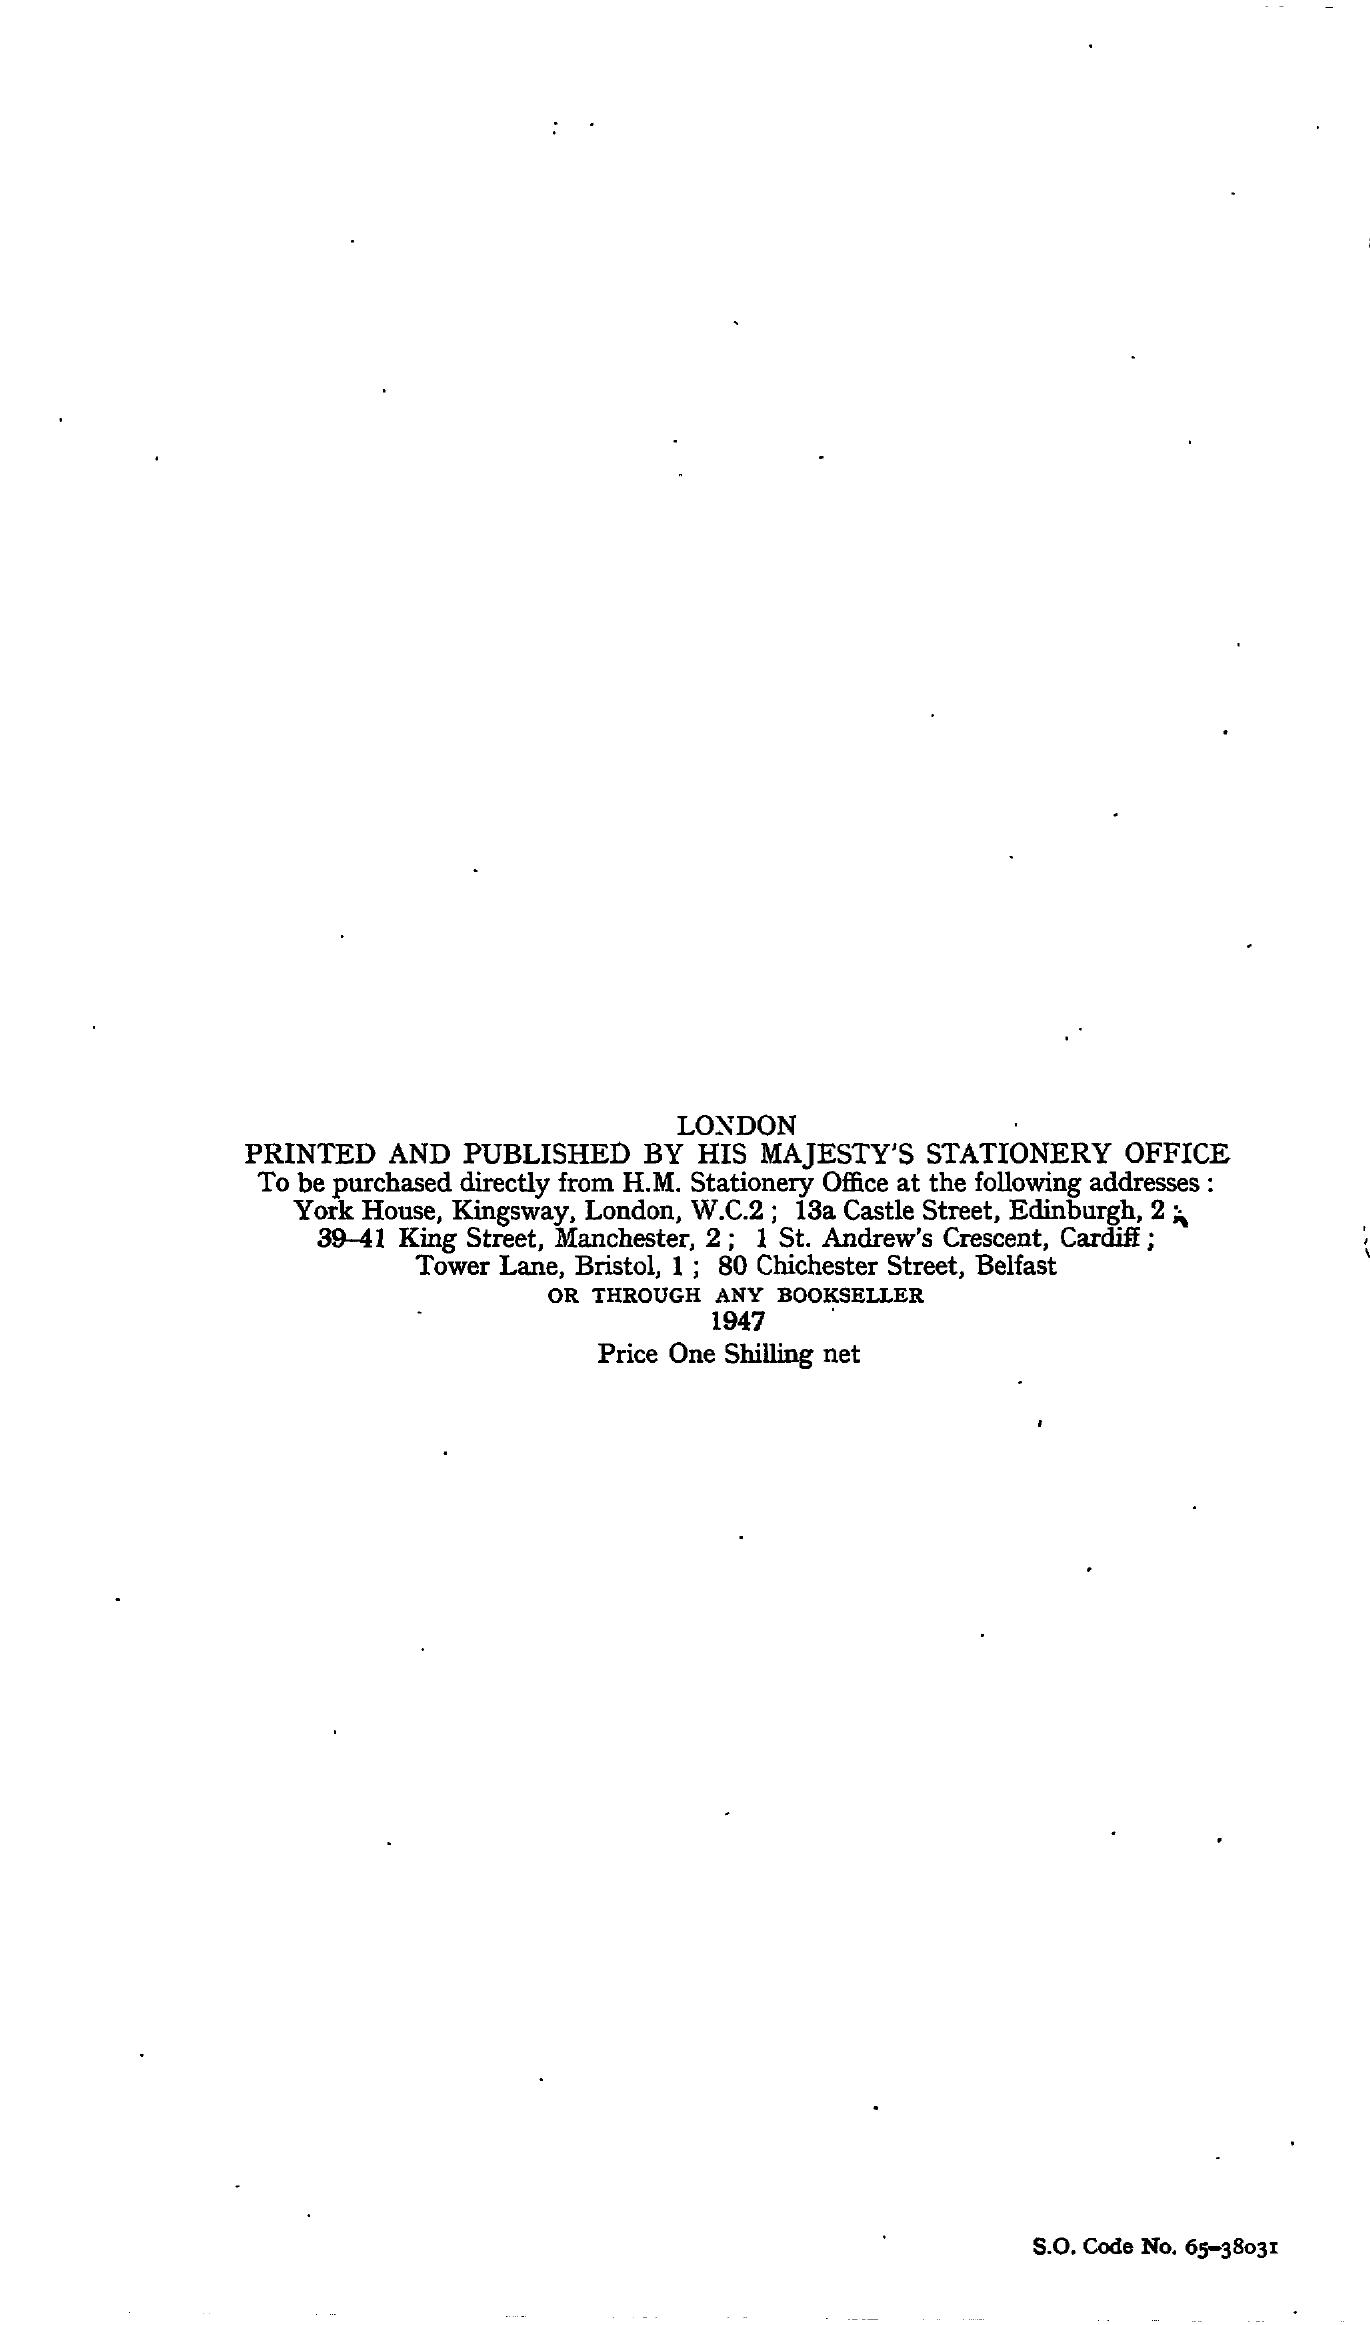 LONDON
PRINTED AND PUBLISHED BY HIS MAJESTY'S STATIONERY OFFICE
To be purchased directly from H.M. Stationery Office at the following addresses :
York House, Kingsway, London, W.C.2 ; 13a Castle Street, Edinburgh, 2 ;
39–41 King Street, Manchester, 2 ; 1 St. Andrew's Crescent, Cardiff ;
Tower Lane, Bristol, 1 ; 80 Chichester Street, Belfast
OR THROUGH ANY BOOKSELLER
1947
Price One Shilling net
S.O. Code No. 65–38031